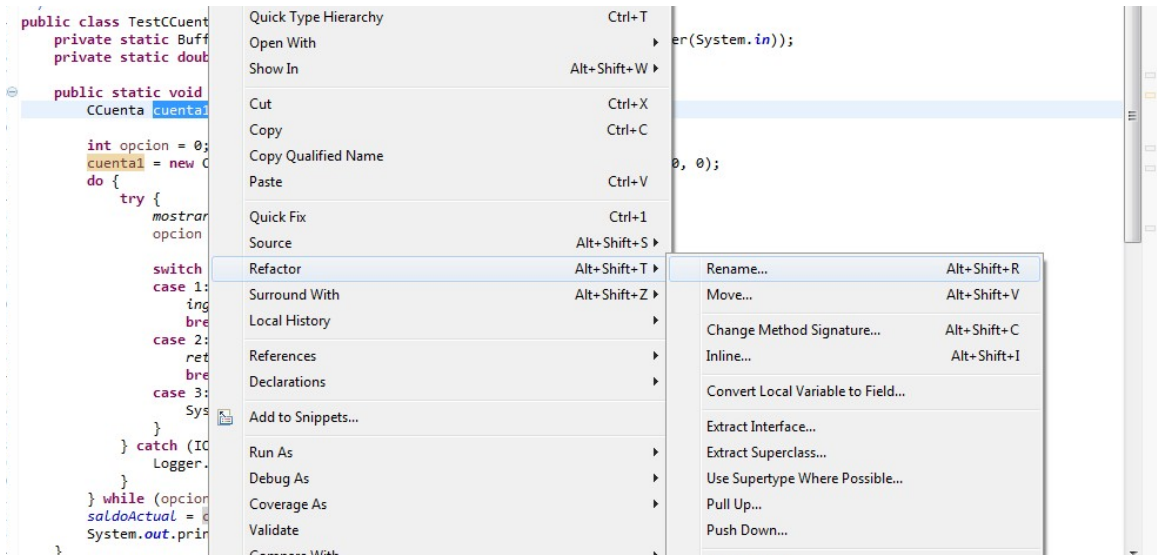 public class TestCCuent
private static Buff
er(System.in));
private static doub
public static void
CCuenta cuenta1
int opcion = 0;
cuenta1 = new C
0, 0);
do {
try {
mostrar
opcion
switch
case 1:
ing
bre
case 2:
ret
bre
case 3:
Sys
}
} catch (IO
Logger.
}
} while (opcion
saldoActual = c
System.out.prin
}
Quick Type Hierarchy Ctrl+T
Open With
Show In Alt+Shift+W
Cut Ctrl+X
Copy Ctrl+C
Copy Qualified Name
Paste Ctrl+V
Quick Fix Ctrl+1
Source Alt+Shift+S
Refactor Alt+Shift+T
Surround With Alt+Shift+Z
Local History
References
Declarations
Add to Snippets...
Run As
Debug As
Coverage As
Validate
Compare With
Rename... Alt+Shift+R
Move... Alt+Shift+V
Change Method Signature... Alt+Shift+C
Inline... Alt+Shift+I
Convert Local Variable to Field...
Extract Interface...
Extract Superclass...
Use Supertype Where Possible...
Pull Up...
Push Down...